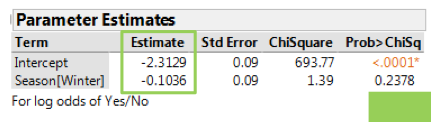 Parameter Estimates
Term Estimate Std Error ChiSquare Prob>ChiSq
Intercept -2.3129 0.09 693.77 <.0001*
Season[Winter] -0.1036 0.09 1.39 0.2378
For log odds of Yes/No